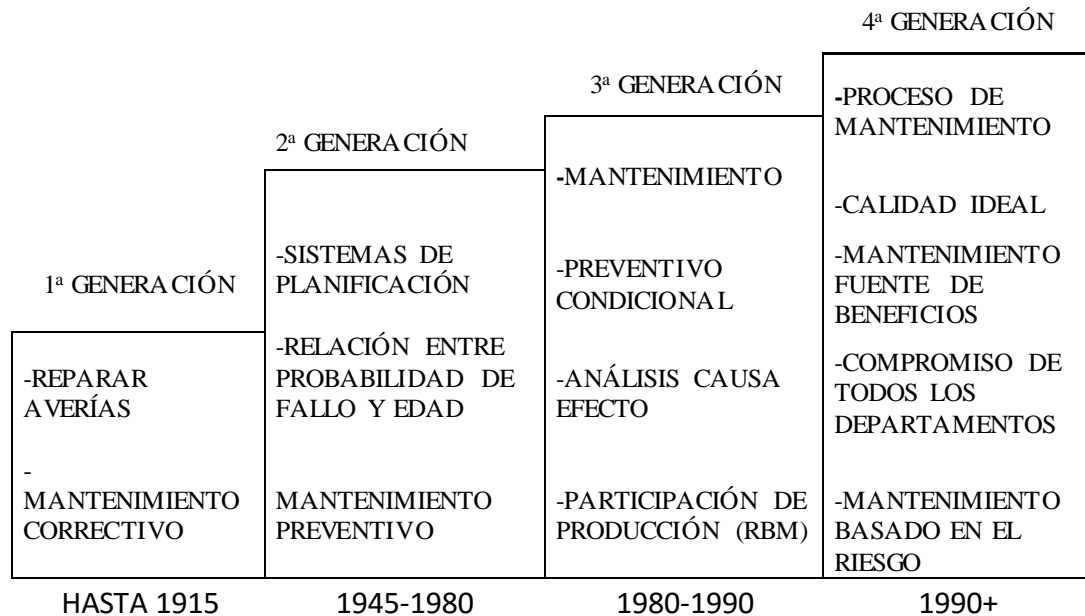 1ª GENERACIÓN
-REPARAR
AVERÍAS
-
MANTENIMIENTO
CORRECTIVO
HASTA 1915
2ª GENERACIÓN
-SISTEMAS DE
PLANIFICACIÓN
-RELACIÓN ENTRE
PROBABILIDAD DE
FALLO Y EDAD
MANTENIMIENTO
PREVENTIVO
1945-1980
3ª GENERACIÓN
-MANTENIMIENTO
-PREVENTIVO
CONDICIONAL
-ANÁLISIS CAUSA
EFECTO
-PARTICIPACIÓN DE
PRODUCCIÓN (RBM)
1980-1990
4ª GENERACIÓN
-PROCESO DE
MANTENIMIENTO
-CALIDAD IDEAL
-MANTENIMIENTO
FUENTE DE
BENEFICIOS
-COMPROMISO DE
TODOS LOS
DEPARTAMENTOS
-MANTENIMIENTO
BASADO EN EL
RIESGO
1990+